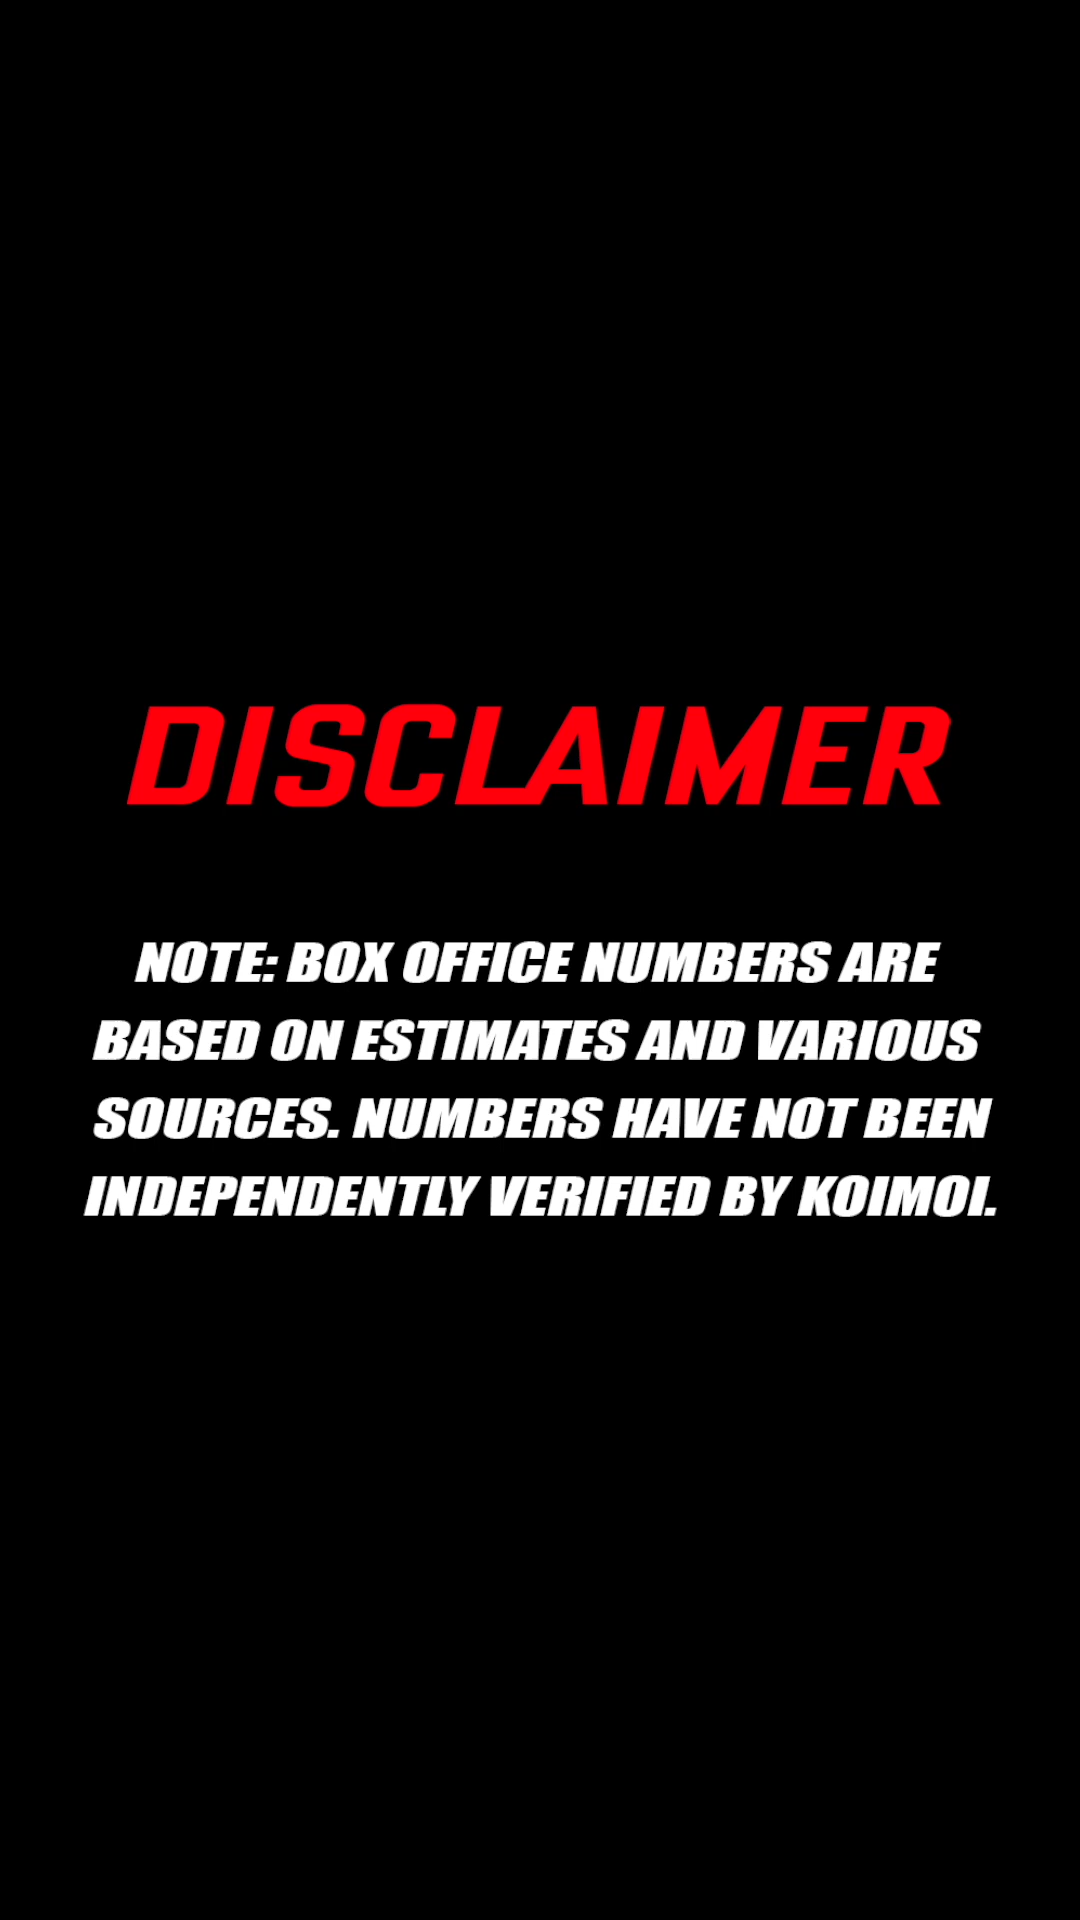 DISCLAIMER
NOTE: BOX OFFICE NUMBERS ARE
BASED ON ESTIMATES AND VARIOUS
SOURCES. NUMBERS HAVE NOT BEEN
INDEPENDENTLY VERIFIED BY KOIMOI.